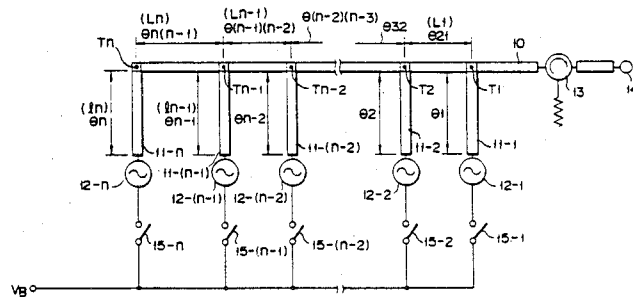 (Ln) (Ln-1) θ(n-2)(n-3) (L1)
θn(n-1) θ(n-1)(n-2) θ32 θ21
Tn 10
Tn-1 Tn-2 T2 T1 13 14
(ℓn) (ℓn-1)
θn θn-1 θn-2 θ2 θ1
11-n 11-(n-1) 11-(n-2) 11-2 11-1
12-n 12-(n-1) 12-(n-2) 12-2 12-1
15-n 15-(n-1) 15-(n-2) 15-2 15-1
VB